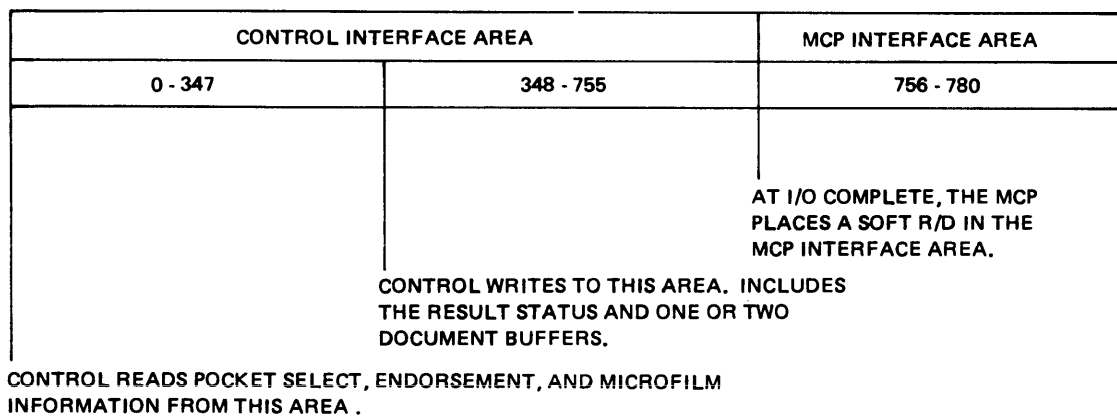 CONTROL INTERFACE AREA MCP INTERFACE AREA
0 - 347 348 - 755 756 - 780
AT I/O COMPLETE, THE MCP
PLACES A SOFT R/D IN THE
MCP INTERFACE AREA.
CONTROL WRITES TO THIS AREA. INCLUDES
THE RESULT STATUS AND ONE OR TWO
DOCUMENT BUFFERS.
CONTROL READS POCKET SELECT, ENDORSEMENT, AND MICROFILM
INFORMATION FROM THIS AREA .